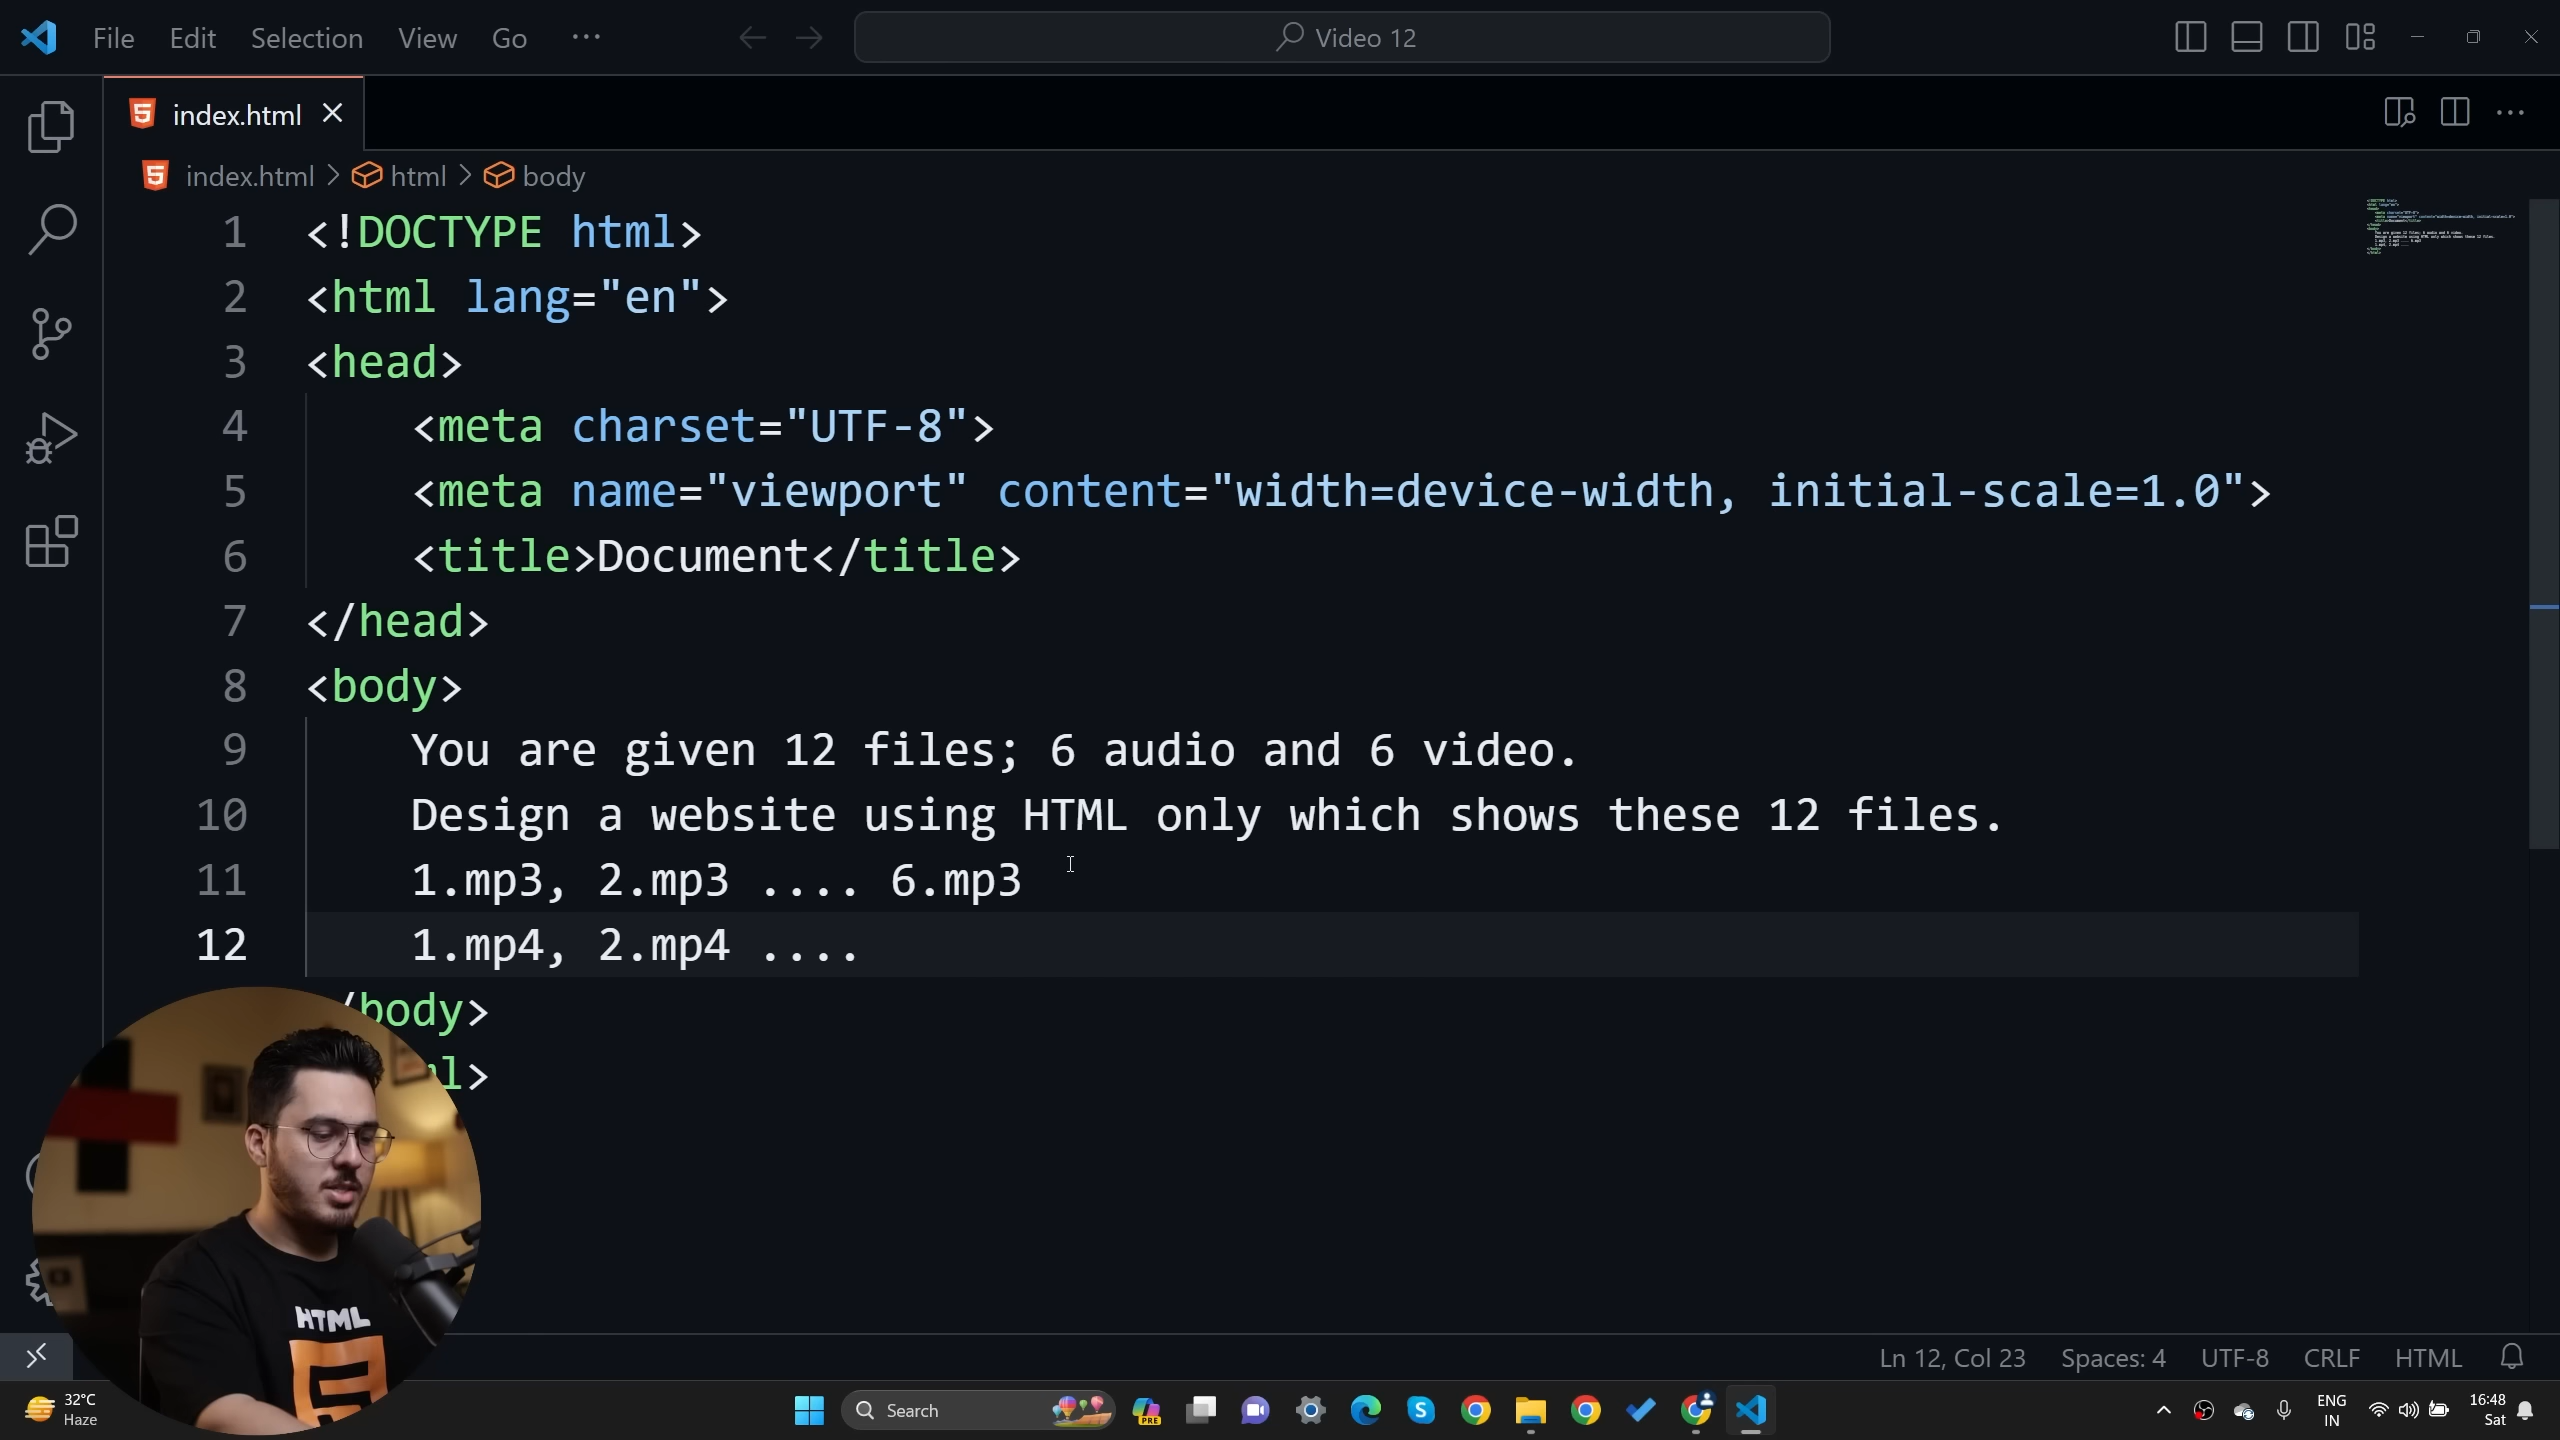 File Edit Selection View Go ··· Video 12
index.html
index.html > html > body
1 <!DOCTYPE html>
2 <html lang="en">
3 <head>
4 <meta charset="UTF-8">
5 <meta name="viewport" content="width=device-width, initial-scale=1.0">
6 <title>Document</title>
7 </head>
8 <body>
9 You are given 12 files; 6 audio and 6 video.
10 Design a website using HTML only which shows these 12 files.
11 1.mp3, 2.mp3 .... 6.mp3
12 1.mp4, 2.mp4 ....
/body>
l>
HTML
Ln 12, Col 23 Spaces: 4 UTF-8 CRLF HTML
32°C
Haze
Search
PRE
ENG
IN
16:48
Sat